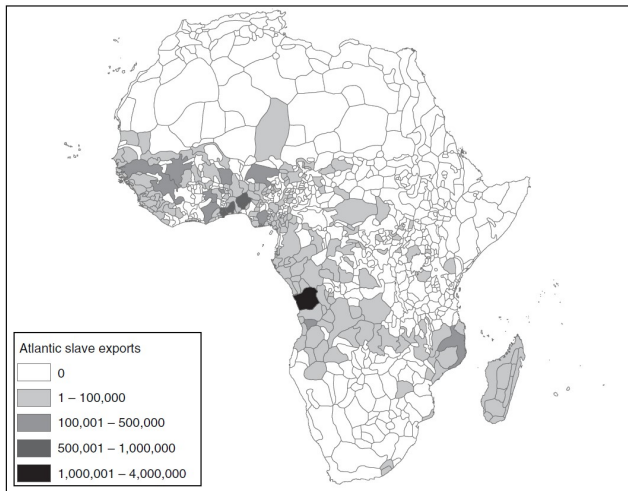 Atlantic slave exports
0
1 – 100,000
100,001 – 500,000
500,001 – 1,000,000
1,000,001 – 4,000,000